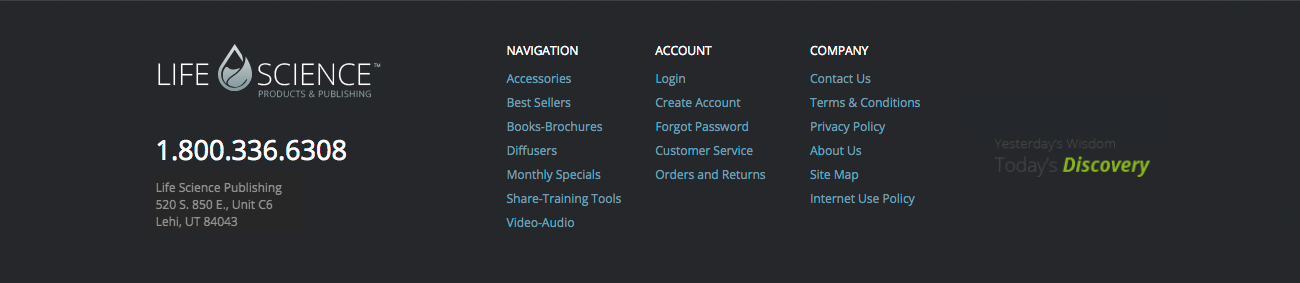 LIFE SCIENCE™
PRODUCTS & PUBLISHING
1.800.336.6308
Life Science Publishing
520 S. 850 E., Unit C6
Lehi, UT 84043
NAVIGATION
Accessories
Best Sellers
Books-Brochures
Diffusers
Monthly Specials
Share-Training Tools
Video-Audio
ACCOUNT
Login
Create Account
Forgot Password
Customer Service
Orders and Returns
COMPANY
Contact Us
Terms & Conditions
Privacy Policy
About Us
Site Map
Internet Use Policy
Yesterday's Wisdom
Today's Discovery